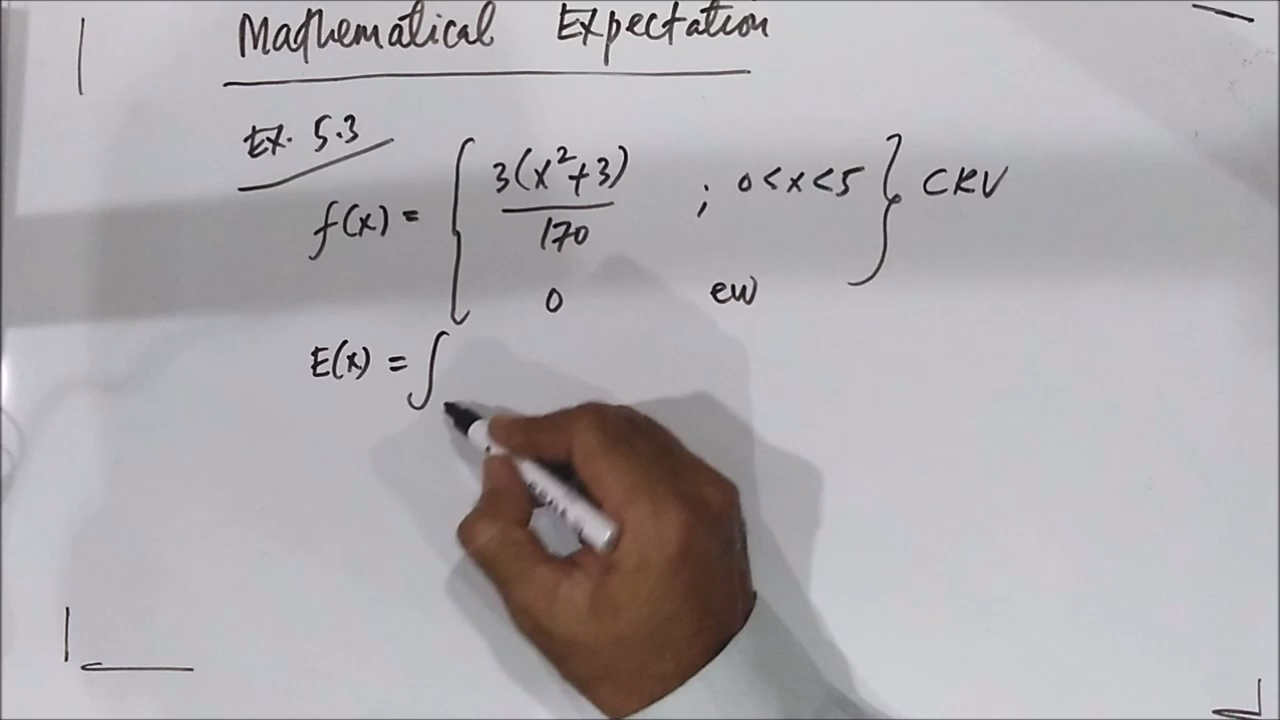 Mathematical Expectation
Ex. 5.3
f(x) = { 3(x²+3)/170 ; 0<x<5 } CRV
0 ew
E(x) = ∫